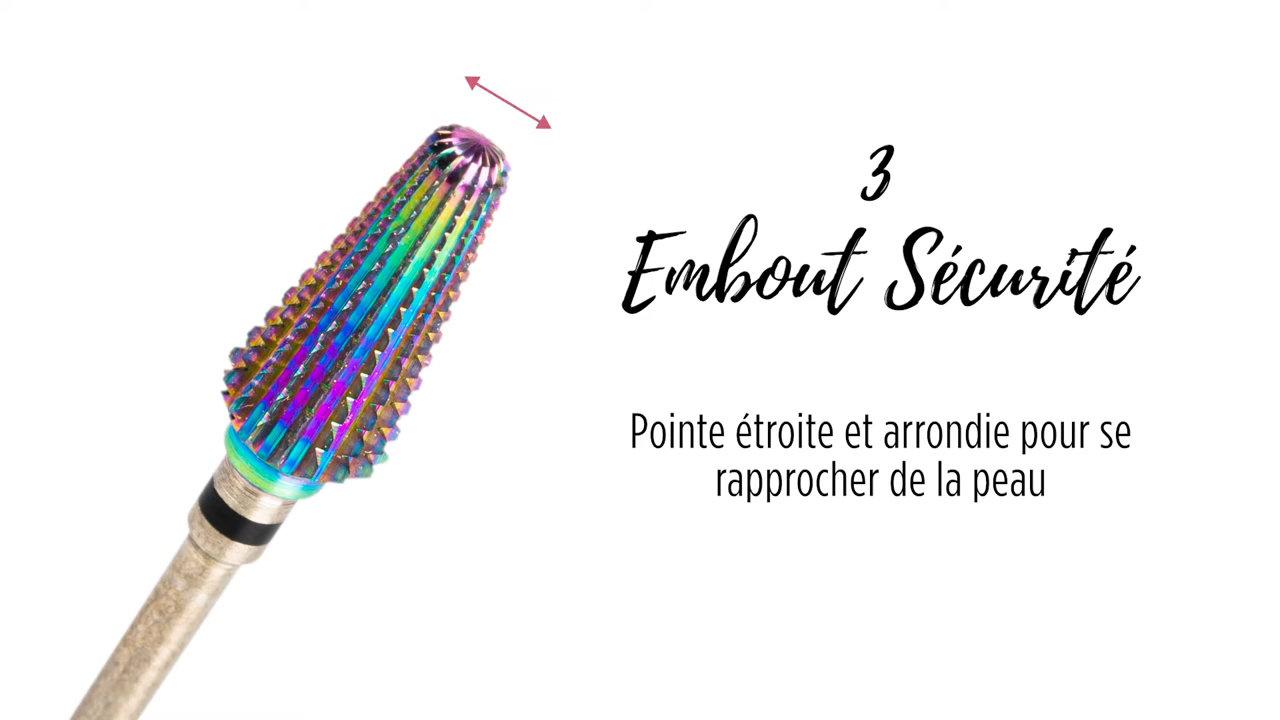 3
Embout Sécurité
Pointe étroite et arrondie pour se
rapprocher de la peau